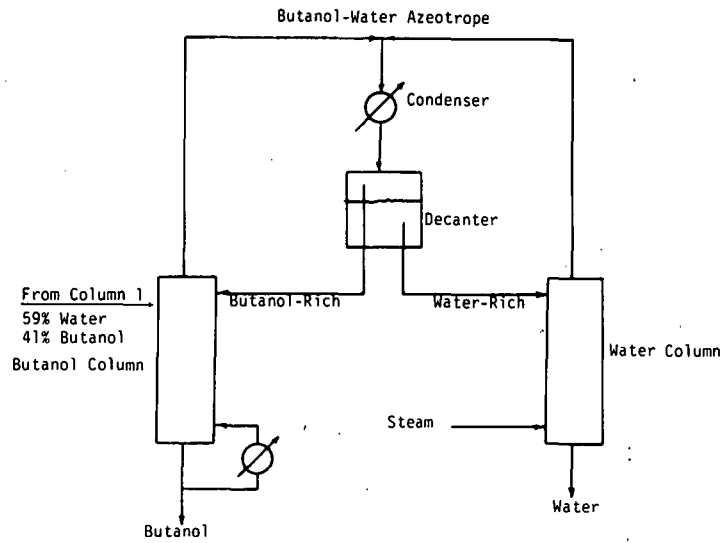 Butanol-Water Azeotrope
Condenser
Decanter
From Column 1
59% Water
41% Butanol
Butanol Column
Butanol-Rich
Water-Rich
Water Column
Steam
Butanol
Water